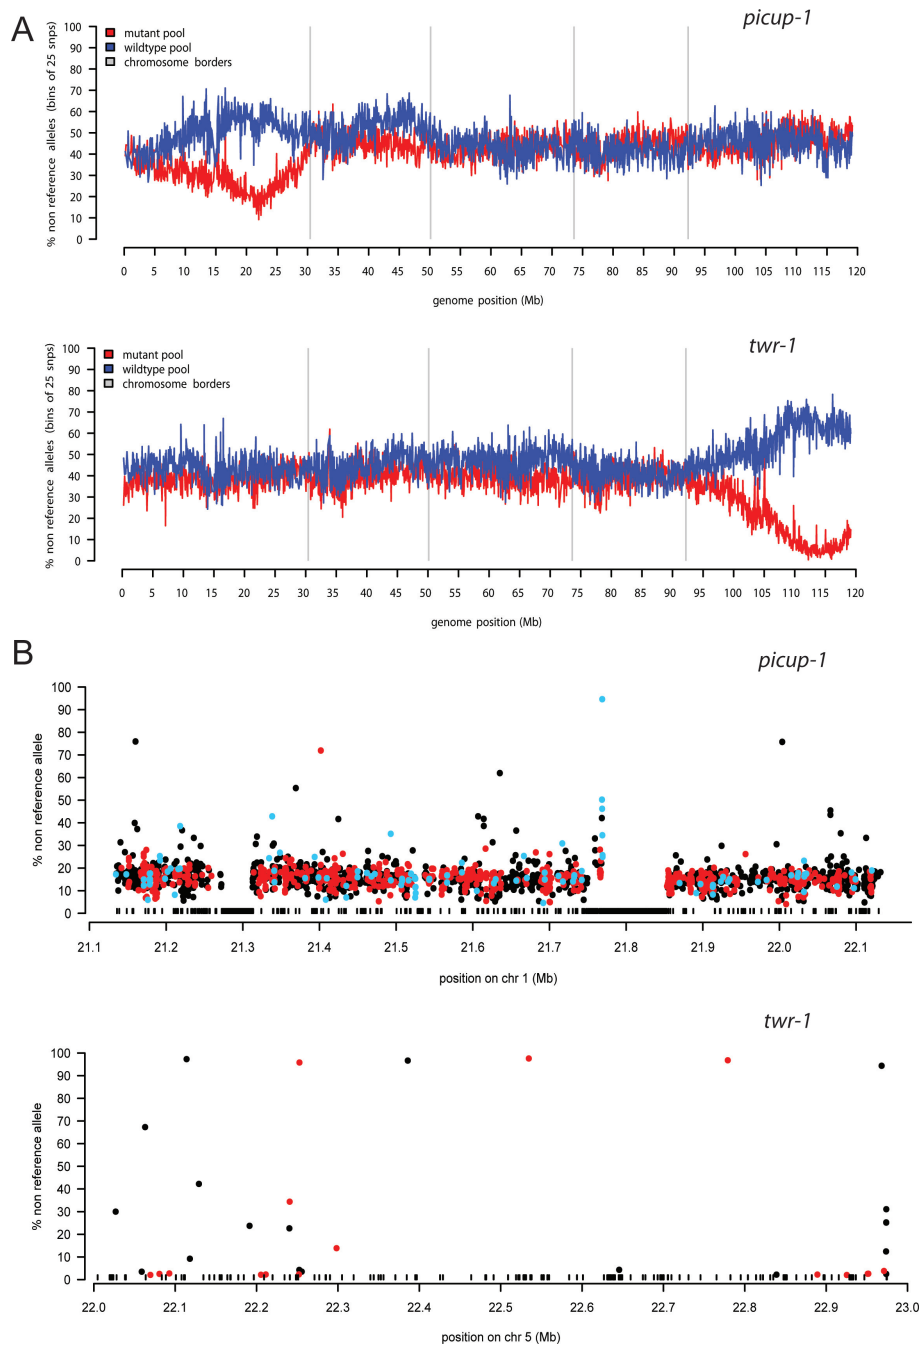 A
picup-1
% non reference alleles (bins of 25 snps)
100
90
80
70
60
50
40
30
20
10
0
mutant pool
wildtype pool
chromosome borders
0 5 10 15 20 25 30 35 40 45 50 55 60 65 70 75 80 85 90 95 100 105 110 115 120
genome position (Mb)
twr-1
% non reference alleles (bins of 25 snps)
100
90
80
70
60
50
40
30
20
10
0
mutant pool
wildtype pool
chromosome borders
0 5 10 15 20 25 30 35 40 45 50 55 60 65 70 75 80 85 90 95 100 105 110 115 120
genome position (Mb)
B
picup-1
% non reference allele
100
90
80
70
60
50
40
30
20
10
0
21.1 21.2 21.3 21.4 21.5 21.6 21.7 21.8 21.9 22.0 22.1
position on chr 1 (Mb)
twr-1
% non reference allele
100
90
80
70
60
50
40
30
20
10
0
22.0 22.1 22.2 22.3 22.4 22.5 22.6 22.7 22.8 22.9 23.0
position on chr 5 (Mb)